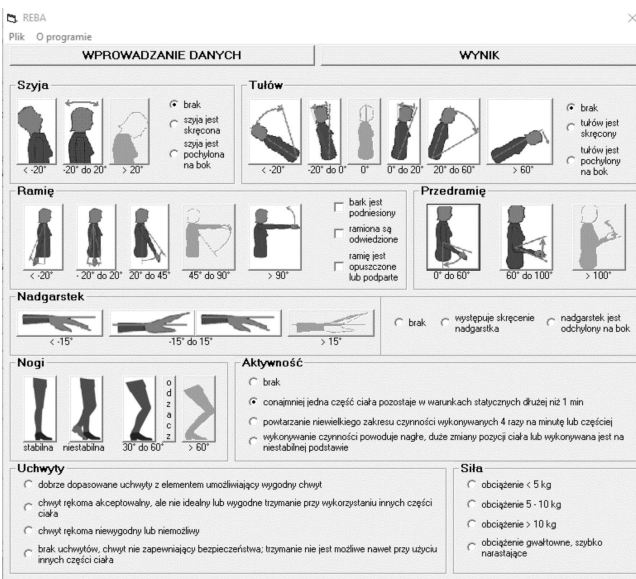 REBA
Plik O programie
WPROWADZANIE DANYCH WYNIK
Szyja
brak
szyja jest
skręcona
szyja jest
pochylona
na bok
< -20° -20° do 20° > 20°
Tułów
brak
tułów jest
skręcony
tułów jest
pochylony
na bok
< -20° -20° do 0° 0° 0° do 20° 20° do 60° > 60°
Ramię
bark jest
podniesiony
ramiona są
odwiedzione
ramię jest
opuszczone
lub podparte
< -20° -20° do 20° 20° do 45° 45° do 90° > 90°
Przedramię
0° do 60° 60° do 100° > 100°
Nadgarstek
< -15° -15° do 15° > 15°
brak
występuje skręcenie
nadgarstka
nadgarstek jest
odchylony na bok
Nogi
stabilna niestabilna 30° do 60° > 60°
odzacz
Aktywność
brak
conajmniej jedna część ciała pozostaje w warunkach statycznych dłużej niż 1 min
powtarzanie niewielkiego zakresu czynności wykonywanych 4 razy na minutę lub częściej
wykonywanie czynności powoduje nagłe, duże zmiany pozycji ciała lub wykonywana jest na
niestabilnej podstawie
Uchwyty
dobrze dopasowane uchwyty z elementem umożliwiający wygodny chwyt
chwyt rękoma akceptowalny, ale nie idealny lub wygodne trzymanie przy wykorzystaniu innych części
ciała
chwyt rękoma niewygodny lub niemożliwy
brak uchwytów, chwyt nie zapewniający bezpieczeństwa; trzymanie nie jest możliwe nawet przy użyciu
innych części ciała
Siła
obciążenie < 5 kg
obciążenie 5 - 10 kg
obciążenie > 10 kg
obciążenie gwałtowne, szybko
narastające